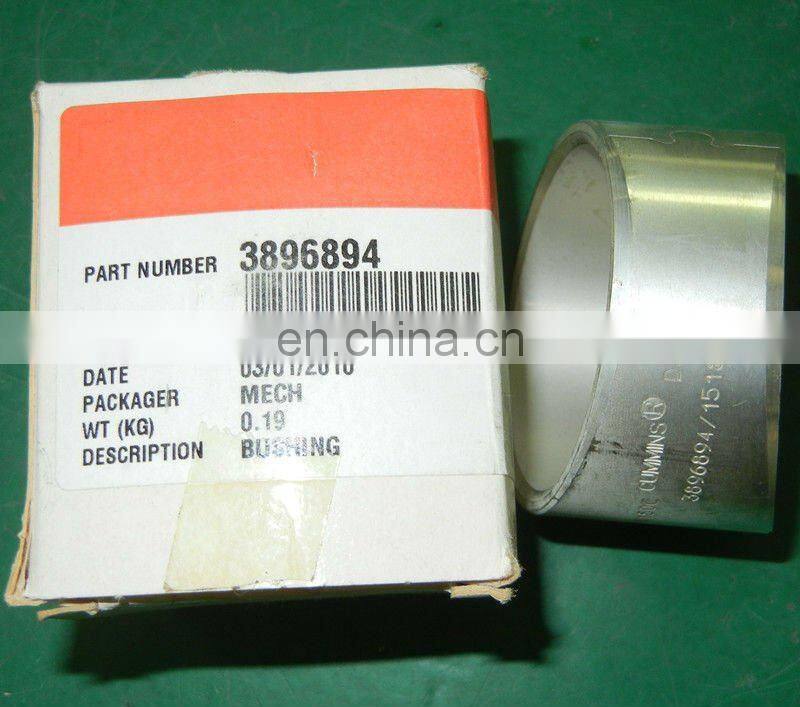 PART NUMBER 3896894
en.china.cn
DATE 03/01/2010
PACKAGER MECH
WT (KG) 0.19
DESCRIPTION BUSHING
CUMMINS® D
3896894/1518